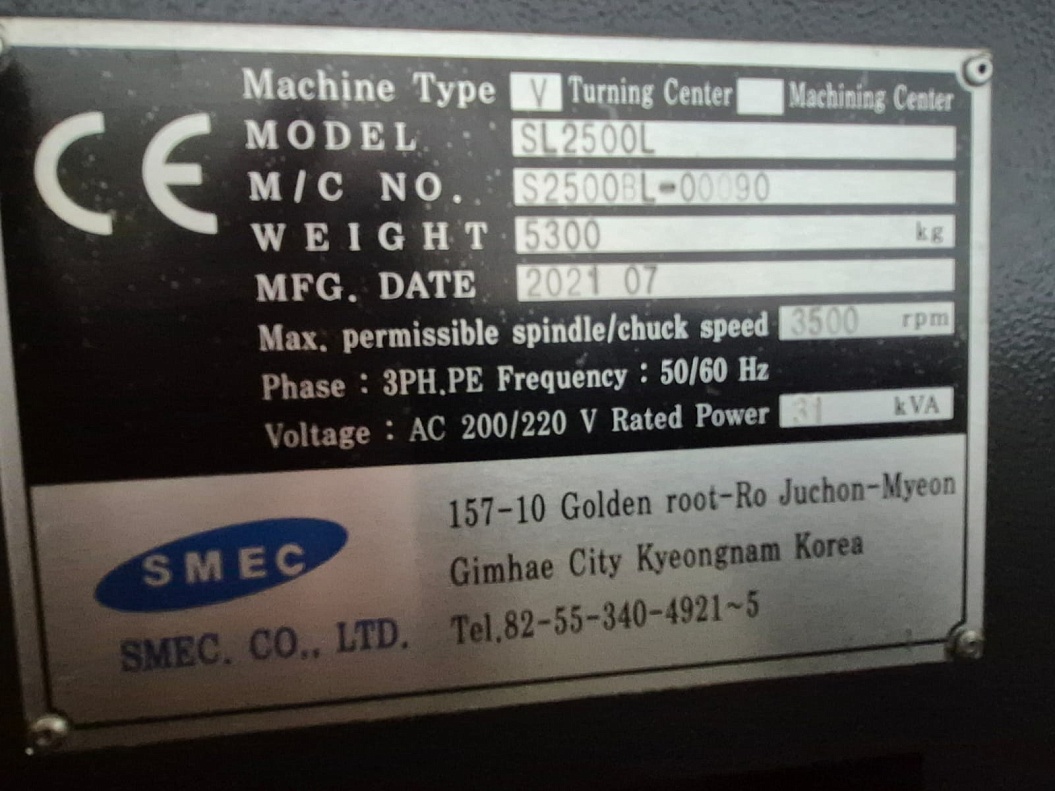 CE
Machine Type V Turning Center Machining Center
MODEL SL2500L
M/C NO. S2500BL-00090
WEIGHT 5300 kg
MFG. DATE 2021 07
Max. permissible spindle/chuck speed 3500 rpm
Phase : 3PH.PE Frequency : 50/60 Hz
Voltage : AC 200/220 V Rated Power 31 kVA
SMEC
SMEC. CO., LTD.
157-10 Golden root-Ro Juchon-Myeon
Gimhae City Kyeongnam Korea
Tel.82-55-340-4921~5